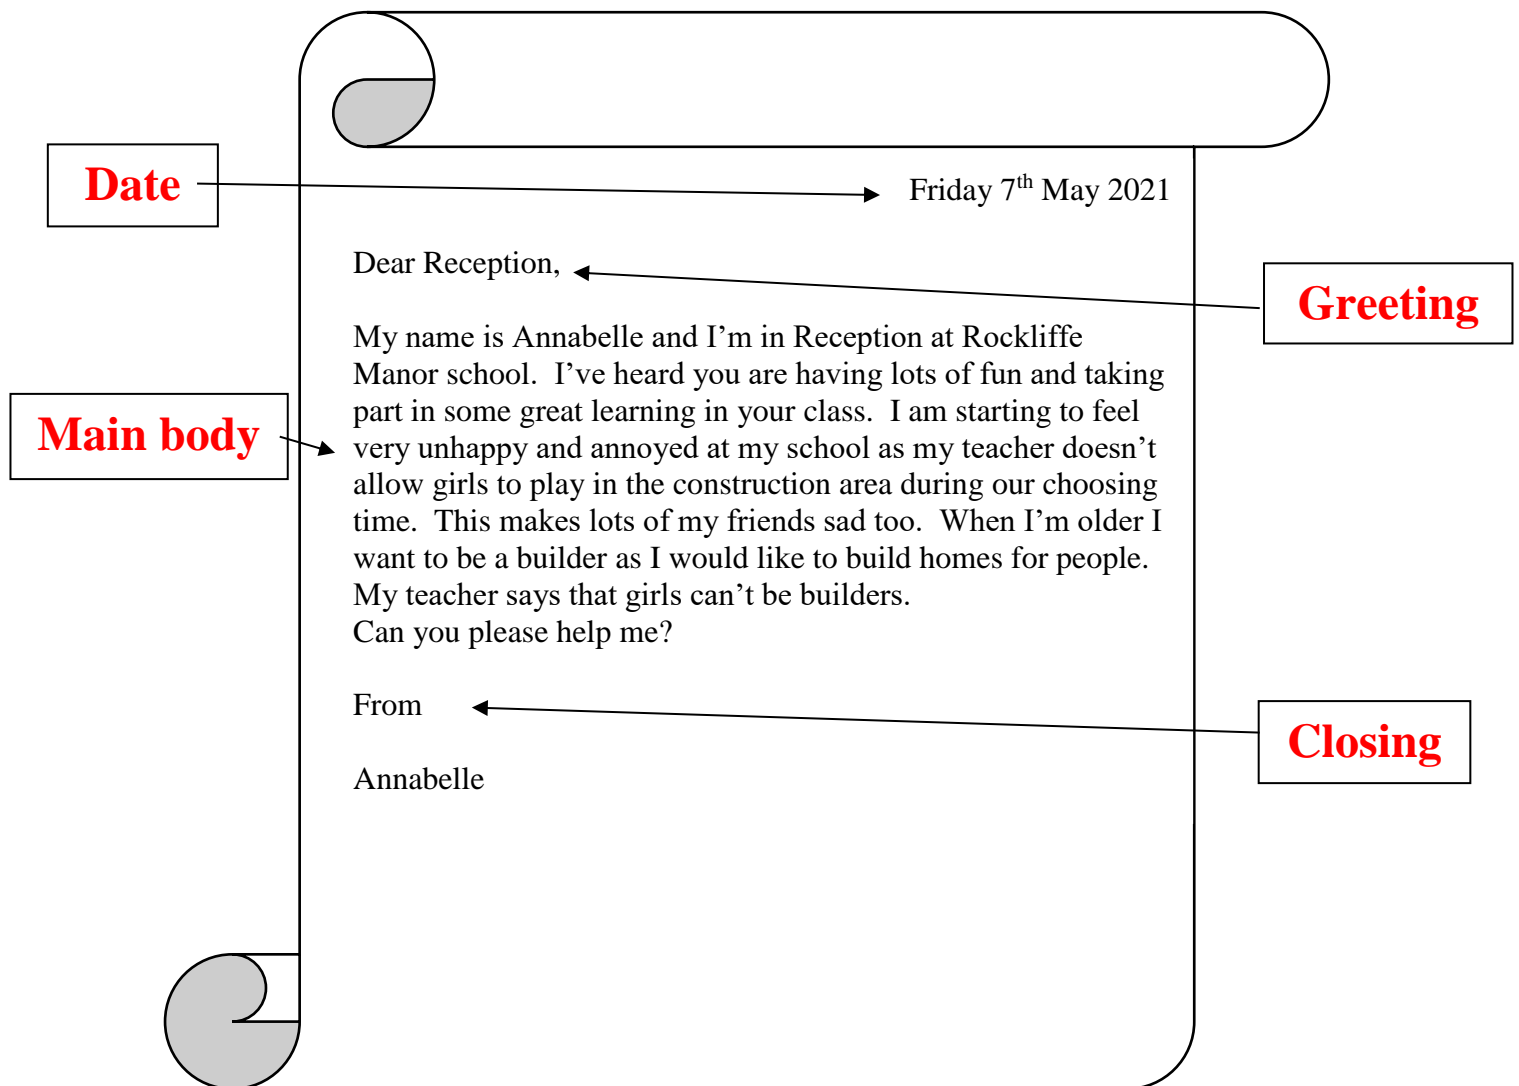 Date
Friday 7th May 2021
Dear Reception,
Greeting
My name is Annabelle and I’m in Reception at Rockliffe
Manor school.  I’ve heard you are having lots of fun and taking
part in some great learning in your class.  I am starting to feel
Main body
very unhappy and annoyed at my school as my teacher doesn’t
allow girls to play in the construction area during our choosing
time.  This makes lots of my friends sad too.  When I’m older I
want to be a builder as I would like to build homes for people.
My teacher says that girls can’t be builders.
Can you please help me?
From
Closing
Annabelle